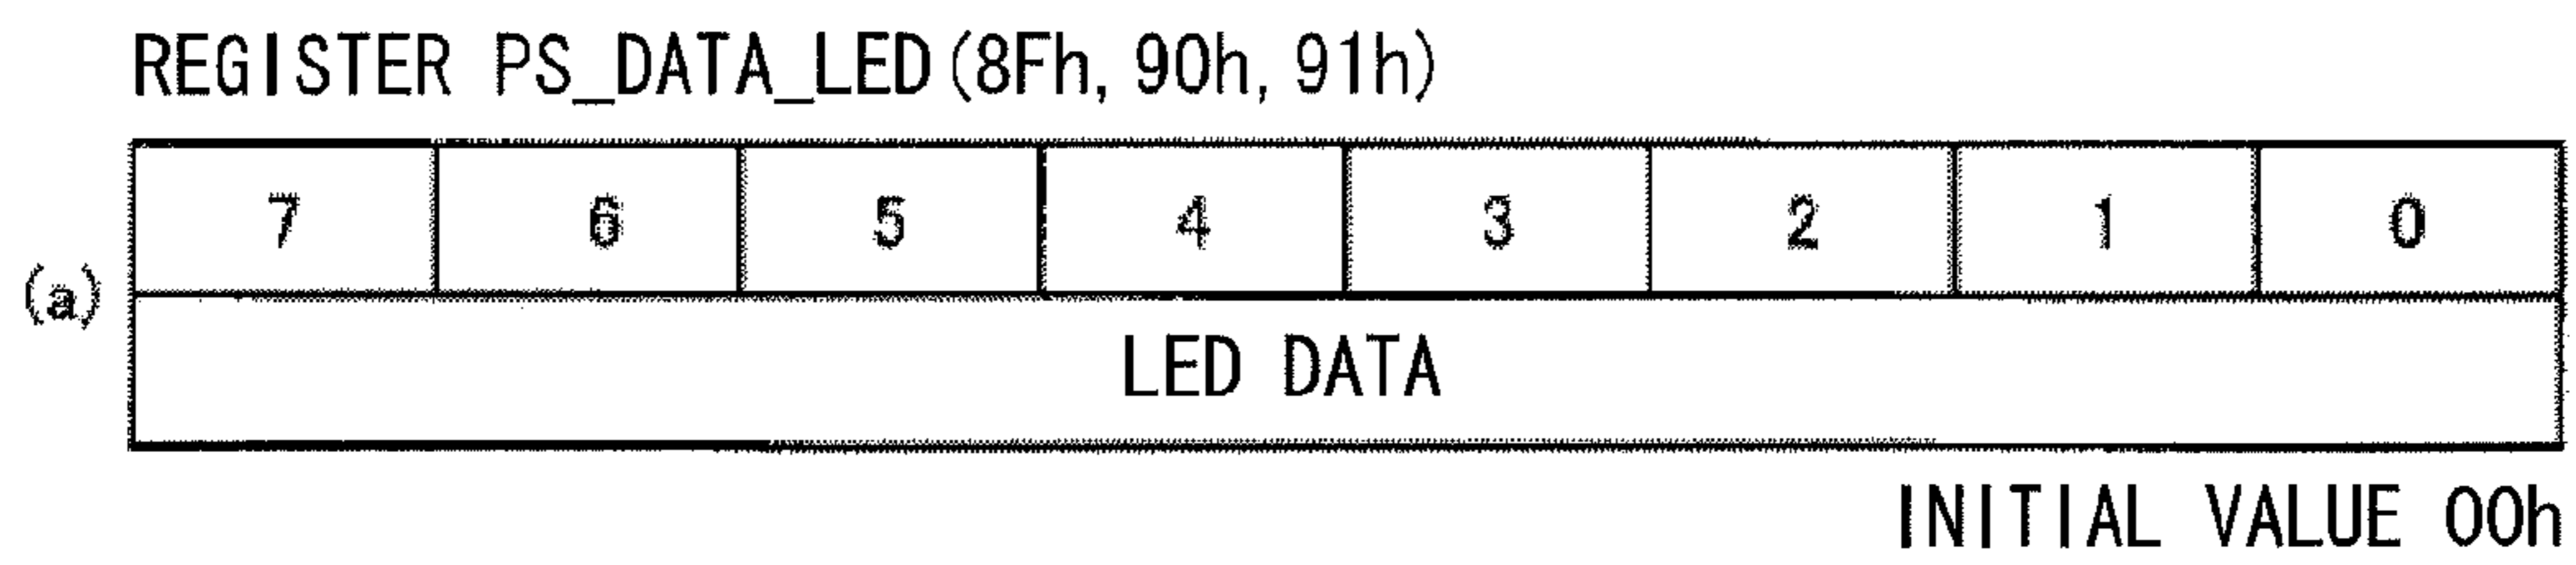 REGISTER PS_DATA_LED(8Fh, 90h, 91h)
7 6 5 4 3 2 1 0
(a)
LED DATA
INITIAL VALUE 00h